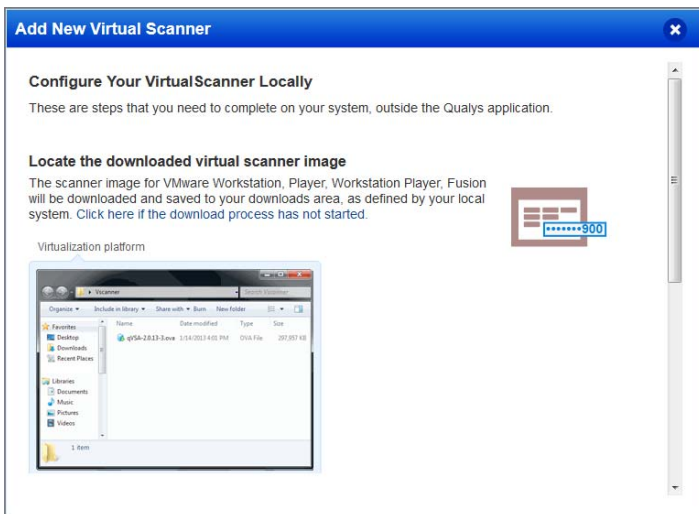 Add New Virtual Scanner
Configure Your VirtualScanner Locally
These are steps that you need to complete on your system, outside the Qualys application.
Locate the downloaded virtual scanner image
The scanner image for VMware Workstation, Player, Workstation Player, Fusion
will be downloaded and saved to your downloads area, as defined by your local
system. Click here if the download process has not started.
•••••••900
Virtualization platform
Vscanner
Search Vscanner
Organize
Include in library
Share with
Burn
New folder
Favorites
Desktop
Downloads
Recent Places
Libraries
Documents
Music
Pictures
Videos
Name
Date modified
Type
Size
qVSA-2.0.13-3.ova
1/14/2013 4:01 PM
OVA File
297,897 KB
1 item